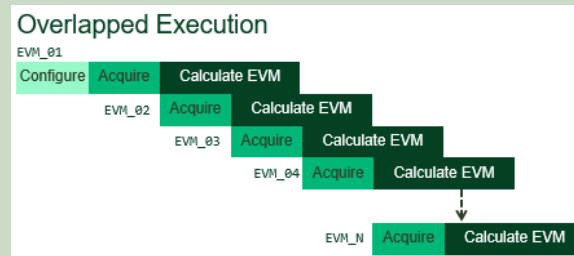 Overlapped Execution
EVM_01
Configure Acquire Calculate EVM
EVM_02 Acquire Calculate EVM
EVM_03 Acquire Calculate EVM
EVM_04 Acquire Calculate EVM
EVM_N Acquire Calculate EVM